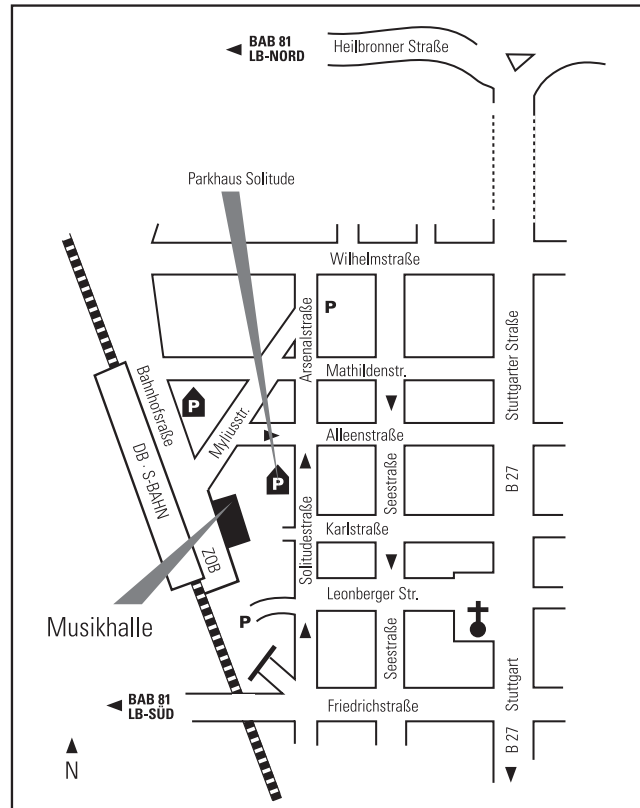 BAB 81
LB-NORD
Heilbronner Straße
Parkhaus Solitude
Wilhelmstraße
Arsenalstraße
P
Stuttgarter Straße
Mathildenstr.
Bahnhofsraße
P
Myliusstr.
Alleenstraße
DB · S-BAHN
P
Seestraße
B 27
Solitudestraße
Karlstraße
ZOB
Leonberger Str.
Musikhalle
P
Seestraße
Stuttgart
BAB 81
LB-SÜD
Friedrichstraße
B 27
N